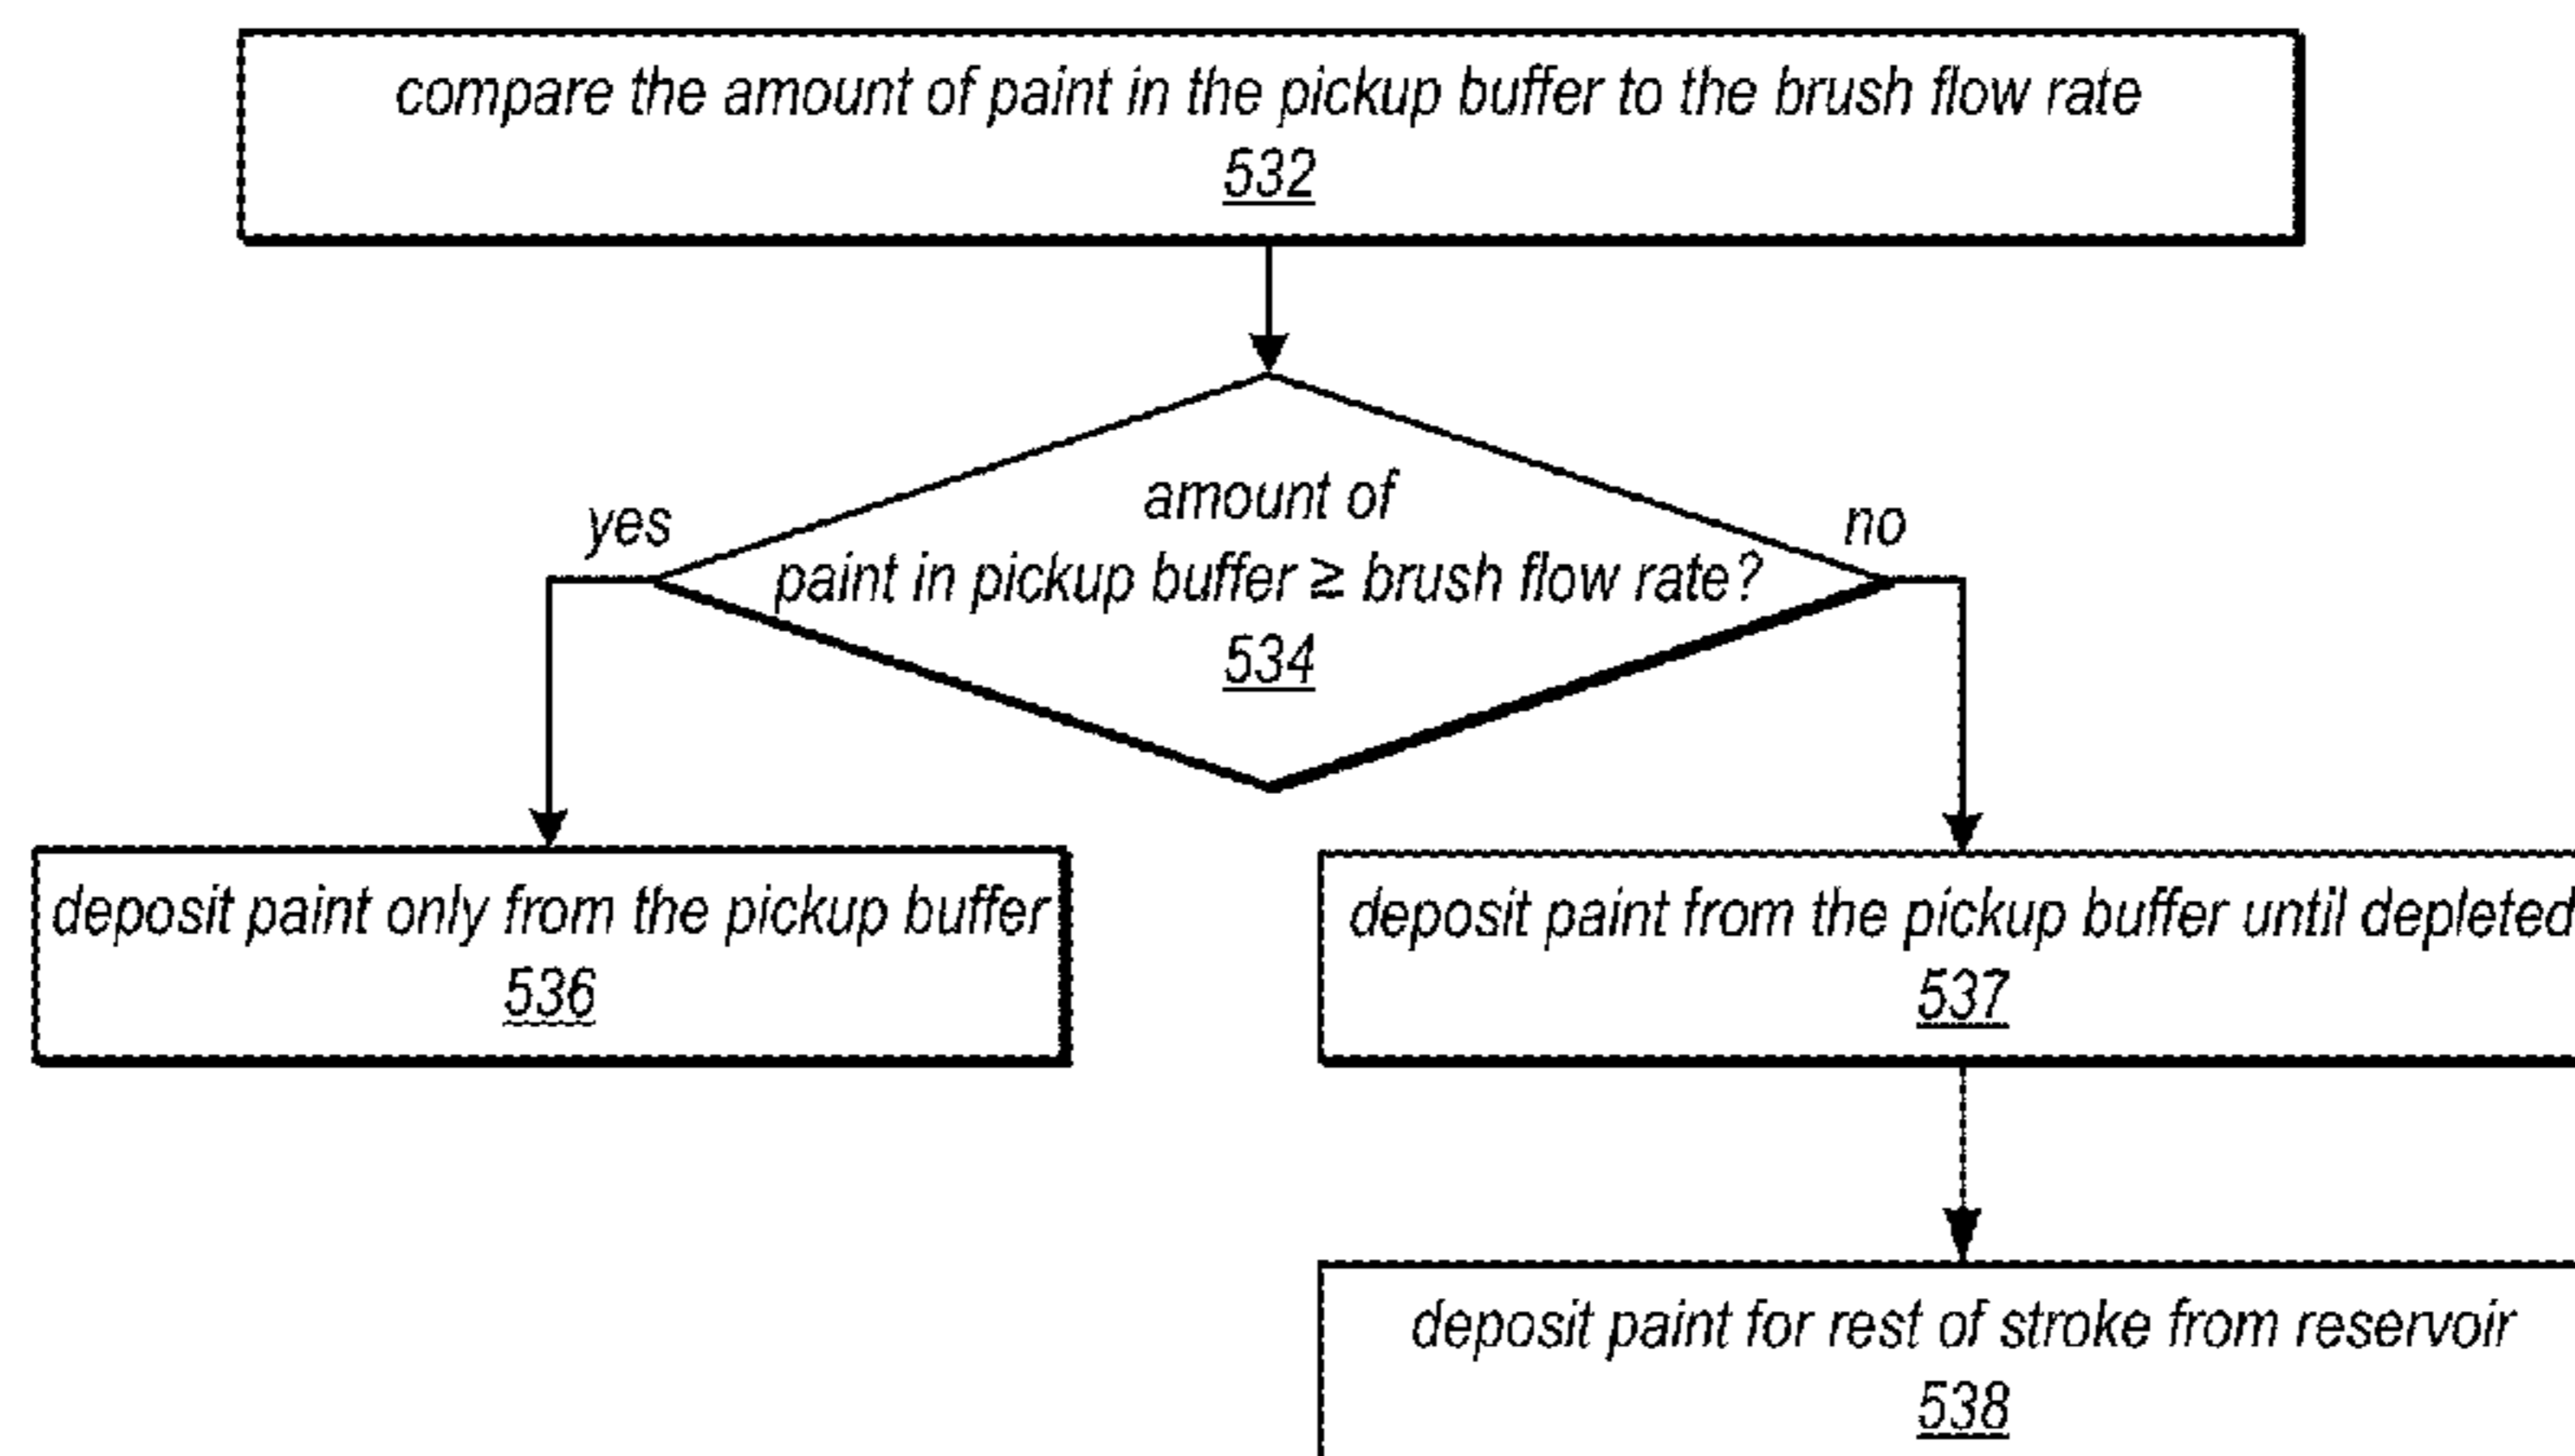 compare the amount of paint in the pickup buffer to the brush flow rate
532
amount of
yes
no
paint in pickup buffer ≥ brush flow rate?
534
deposit paint only from the pickup buffer
536
deposit paint from the pickup buffer until depleted
537
deposit paint for rest of stroke from reservoir
538